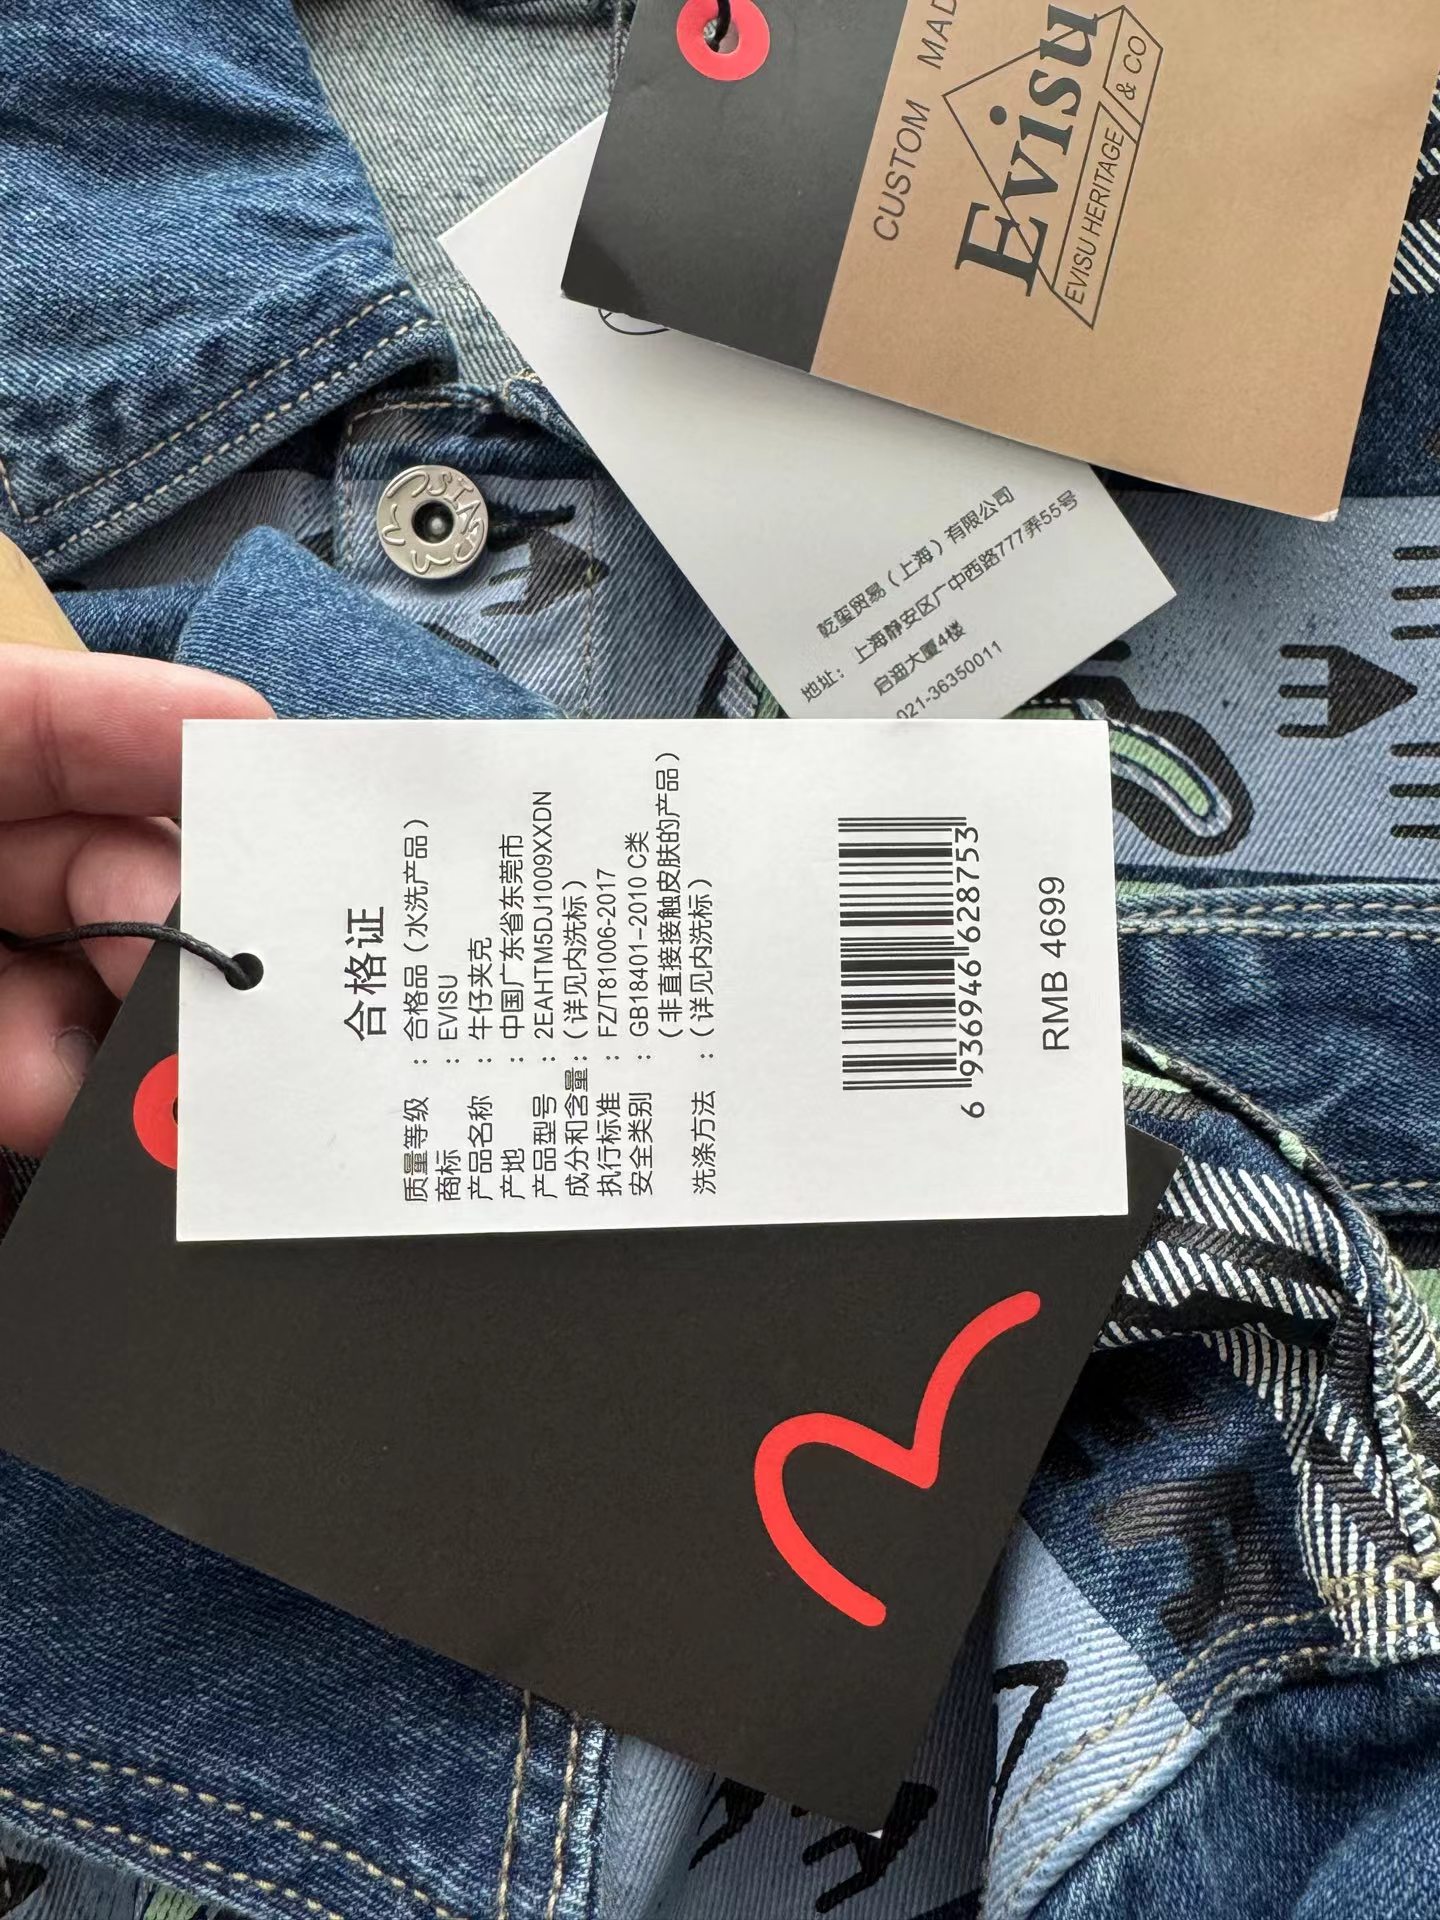 CUSTOM MAD
Evisu
EVISU HERITAGE & CO
乾玺贸易（上海）有限公司
地址：上海静安区广中西路777弄55号
启迪大厦4楼
021-36350011
合格证
质量等级：合格品（水洗产品）
商标：EVISU
产品名称：牛仔夹克
产地：中国广东省东莞市
产品型号：2EAHTM5DJ1009XXDN
成分和含量：（详见内洗标）
执行标准：FZ/T81006-2017
安全类别：GB18401-2010 C类
（非直接接触皮肤的产品）
洗涤方法：（详见内洗标）
6 936946 628753
RMB 4699